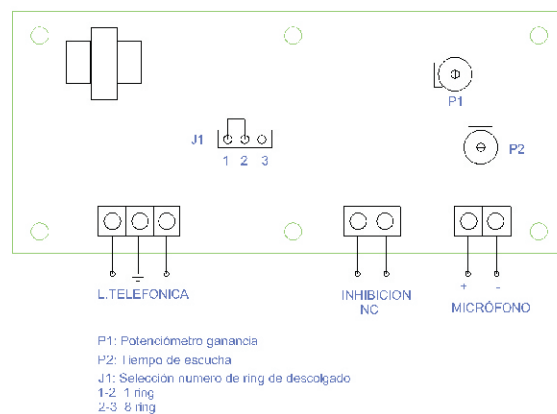 P1
J1
1 2 3
P2
+ -
L.TELEFONICA
INHIBICION
NC
MICRÓFONO
P1: Potenciómetro ganancia
P2: Tiempo de escucha
J1: Selección numero de ring de descolgado
1-2 1 ring
2-3 8 ring